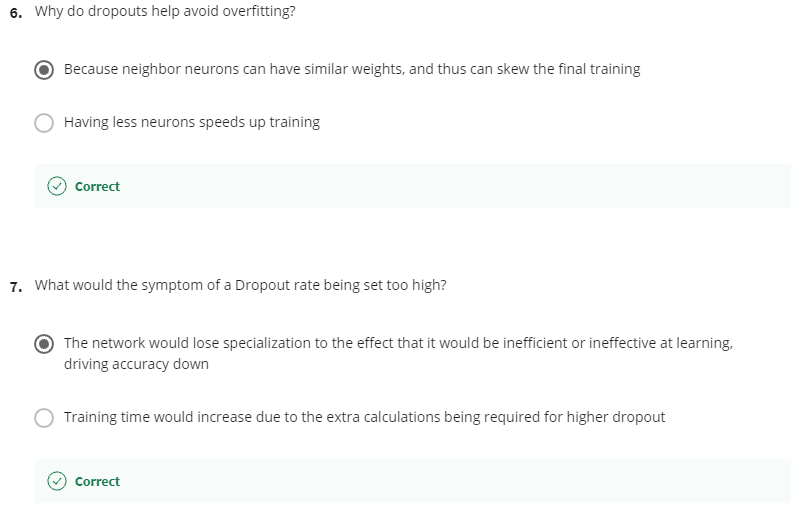 6. Why do dropouts help avoid overfitting?
Because neighbor neurons can have similar weights, and thus can skew the final training
Having less neurons speeds up training
Correct
7. What would the symptom of a Dropout rate being set too high?
The network would lose specialization to the effect that it would be inefficient or ineffective at learning,
driving accuracy down
Training time would increase due to the extra calculations being required for higher dropout
Correct